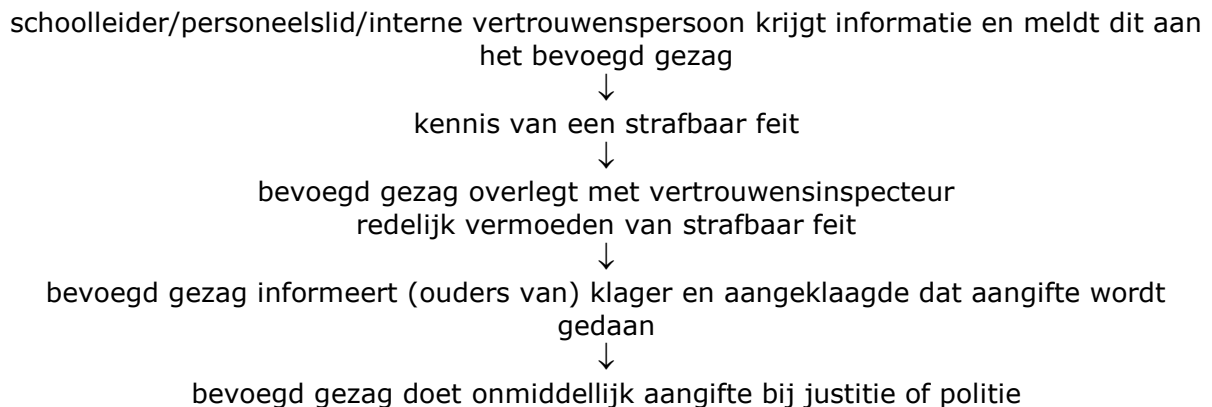 schoolleider/personeelslid/interne vertrouwenspersoon krijgt informatie en meldt dit aan
het bevoegd gezag
↓
kennis van een strafbaar feit
↓
bevoegd gezag overlegt met vertrouwensinspecteur
redelijk vermoeden van strafbaar feit
↓
bevoegd gezag informeert (ouders van) klager en aangeklaagde dat aangifte wordt
gedaan
↓
bevoegd gezag doet onmiddellijk aangifte bij justitie of politie